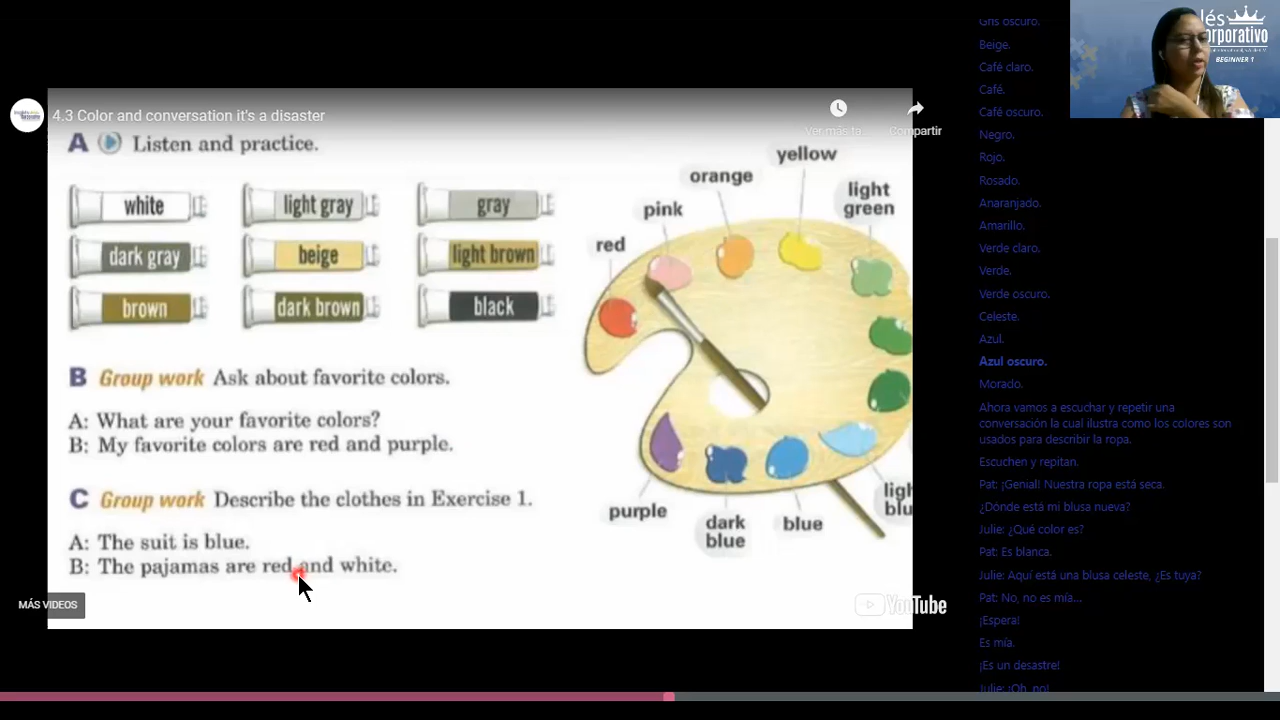 4.3 Color and conversation it's a disaster
Ver más ta...
Compartir
A Listen and practice.
white
light gray
gray
dark gray
beige
light brown
brown
dark brown
black
red
pink
orange
yellow
light
green
purple
dark
blue
blue
ligh
blu
B Group work Ask about favorite colors.
A: What are your favorite colors?
B: My favorite colors are red and purple.
C Group work Describe the clothes in Exercise 1.
A: The suit is blue.
B: The pajamas are red and white.
MÁS VIDEOS
YouTube
Gris oscuro.
Beige.
Café claro.
Café.
Café oscuro.
Negro.
Rojo.
Rosado.
Anaranjado.
Amarillo.
Verde claro.
Verde.
Verde oscuro.
Celeste.
Azul.
Azul oscuro.
Morado.
Ahora vamos a escuchar y repetir una
conversación la cual ilustra como los colores son
usados para describir la ropa.
Escuchen y repitan.
Pat: ¡Genial! Nuestra ropa está seca.
¿Dónde está mi blusa nueva?
Julie: ¿Qué color es?
Pat: Es blanca.
Julie: Aquí está una blusa celeste, ¿Es tuya?
Pat: No, no es mía...
¡Espera!
Es mía.
¡Es un desastre!
Julie: ¡Oh, no!
lés
orporativo
BEGINNER 1